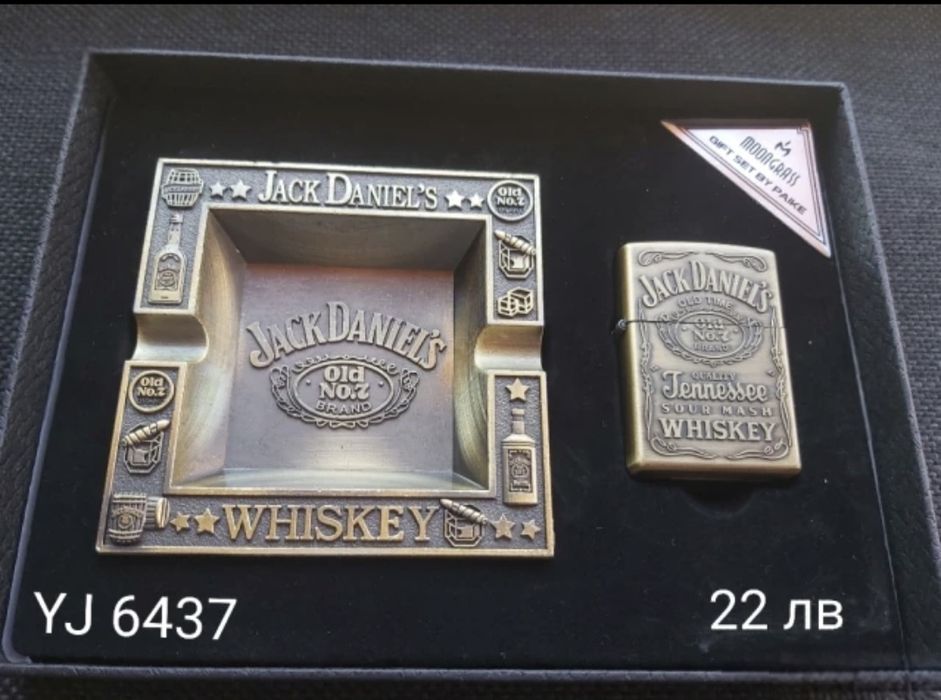 MOONGRASS
GIFT SET BY PAIKE
JACK DANIEL'S
Old
No.7
JACK DANIEL'S
Old
No.7
BRAND
Old
No.7
WHISKEY
JACK DANIEL'S
OLD TIME
Old
No.7
BRAND
QUALITY
Tennessee
SOUR MASH
WHISKEY
YJ 6437
22 лв